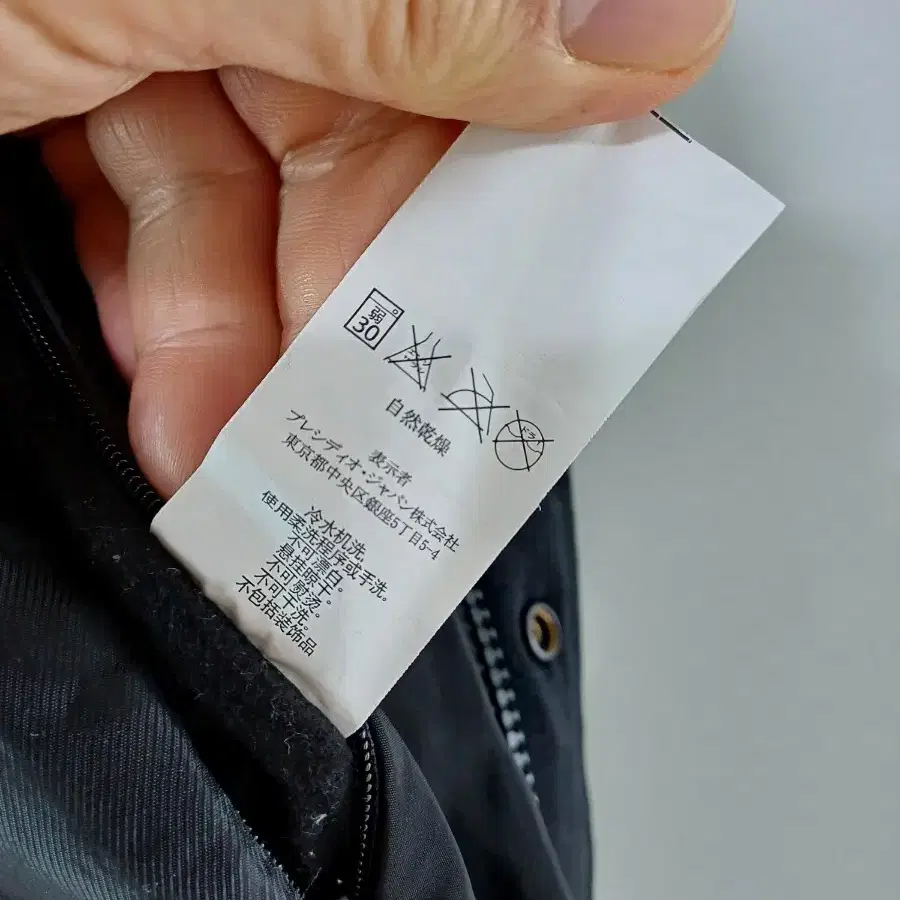 弱
30
ドライ
自然乾燥
表示者
プレシディオ・ジャパン株式会社
東京都中央区銀座5丁目5-4
冷水机洗
使用柔洗程序或手洗。
不可漂白。
悬挂晾干。
不可熨烫。
不可干洗。
不包括装饰品